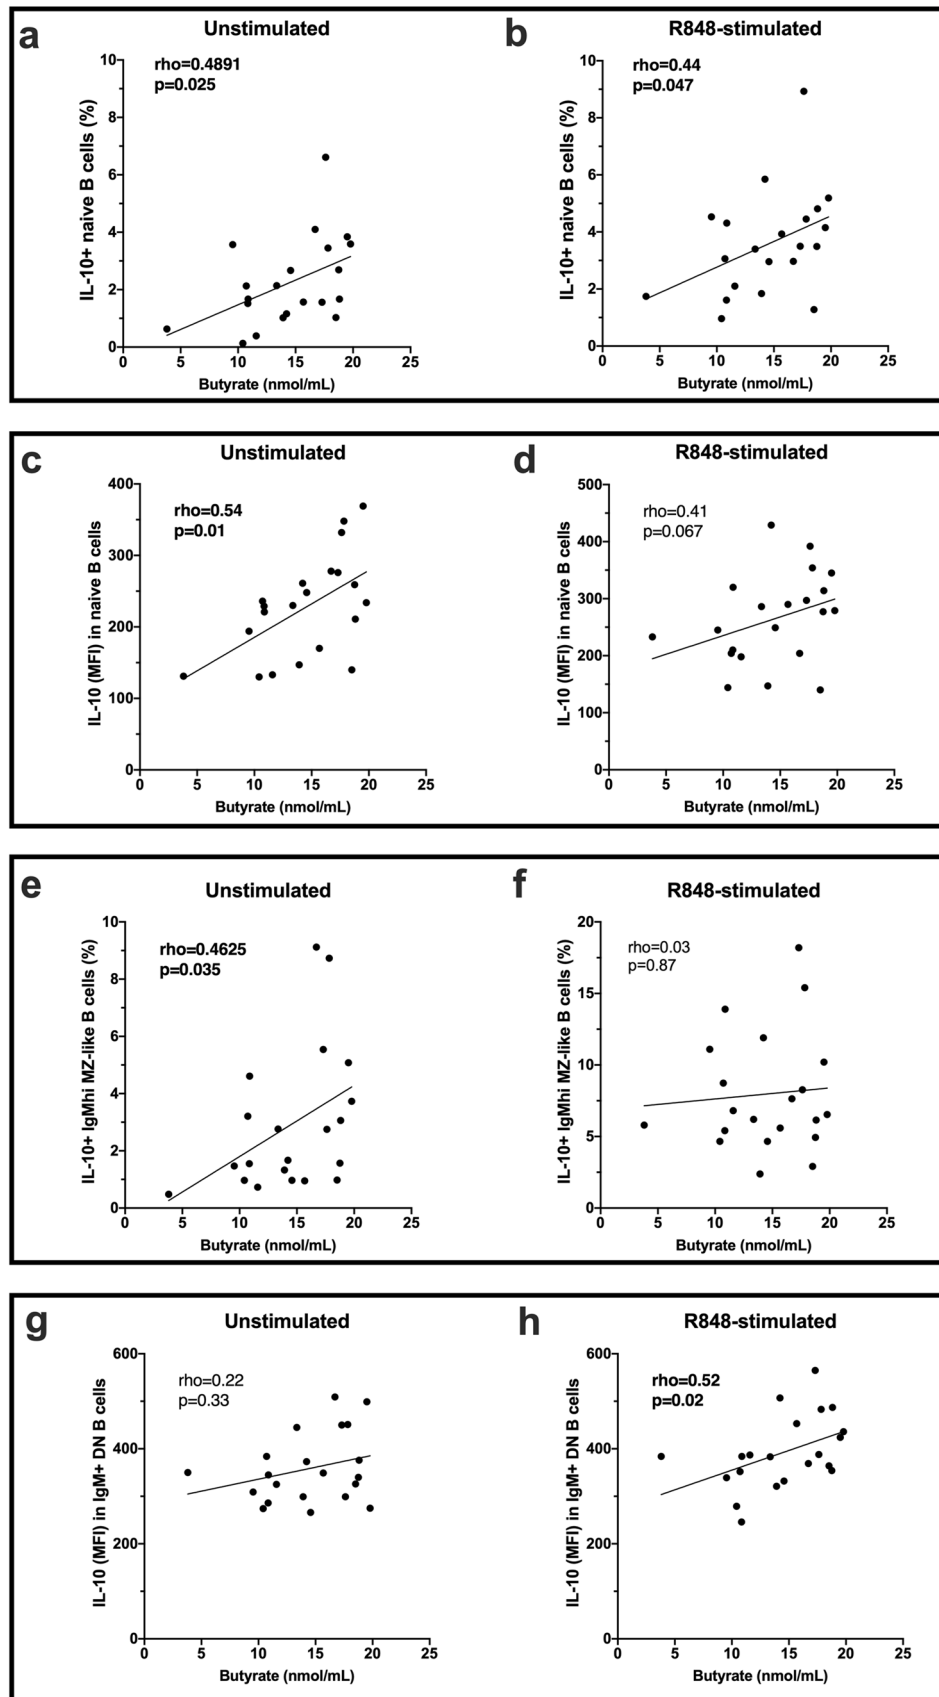 a
Unstimulated
rho=0.4891
p=0.025
IL-10+ naive B cells (%)
10
8
6
4
2
0
0 5 10 15 20 25
Butyrate (nmol/mL)
b
R848-stimulated
rho=0.44
p=0.047
IL-10+ naive B cells (%)
10
8
6
4
2
0
0 5 10 15 20 25
Butyrate (nmol/mL)
c
Unstimulated
rho=0.54
p=0.01
IL-10 (MFI) in naive B cells
400
300
200
100
0
0 5 10 15 20 25
Butyrate (nmol/mL)
d
R848-stimulated
rho=0.41
p=0.067
IL-10 (MFI) in naive B cells
500
400
300
200
100
0
0 5 10 15 20 25
Butyrate (nmol/mL)
e
Unstimulated
rho=0.4625
p=0.035
IL-10+ IgMhi MZ-like B cells (%)
10
8
6
4
2
0
0 5 10 15 20 25
Butyrate (nmol/mL)
f
R848-stimulated
rho=0.03
p=0.87
IL-10+ IgMhi MZ-like B cells (%)
20
15
10
5
0
0 5 10 15 20 25
Butyrate (nmol/mL)
g
Unstimulated
rho=0.22
p=0.33
IL-10 (MFI) in IgM+ DN B cells
600
400
200
0
0 5 10 15 20 25
Butyrate (nmol/mL)
h
R848-stimulated
rho=0.52
p=0.02
IL-10 (MFI) in IgM+ DN B cells
600
400
200
0
0 5 10 15 20 25
Butyrate (nmol/mL)